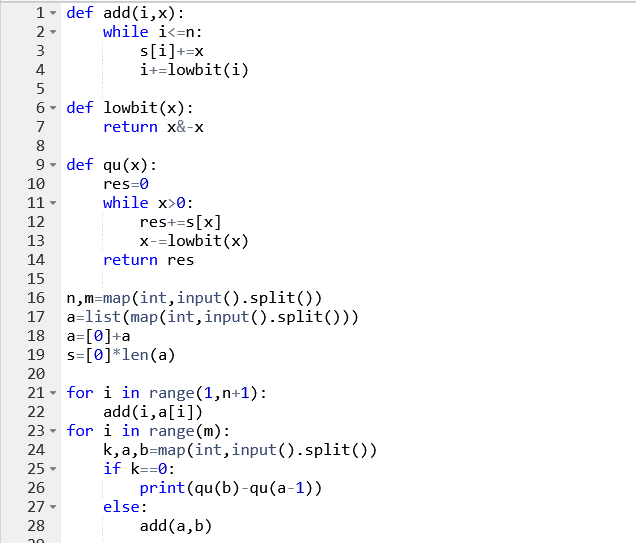 1 def add(i,x):
2 while i<=n:
3 s[i]+=x
4 i+=lowbit(i)
5
6 def lowbit(x):
7 return x&-x
8
9 def qu(x):
10 res=0
11 while x>0:
12 res+=s[x]
13 x-=lowbit(x)
14 return res
15
16 n,m=map(int,input().split())
17 a=list(map(int,input().split()))
18 a=[0]+a
19 s=[0]*len(a)
20
21 for i in range(1,n+1):
22 add(i,a[i])
23 for i in range(m):
24 k,a,b=map(int,input().split())
25 if k==0:
26 print(qu(b)-qu(a-1))
27 else:
28 add(a,b)